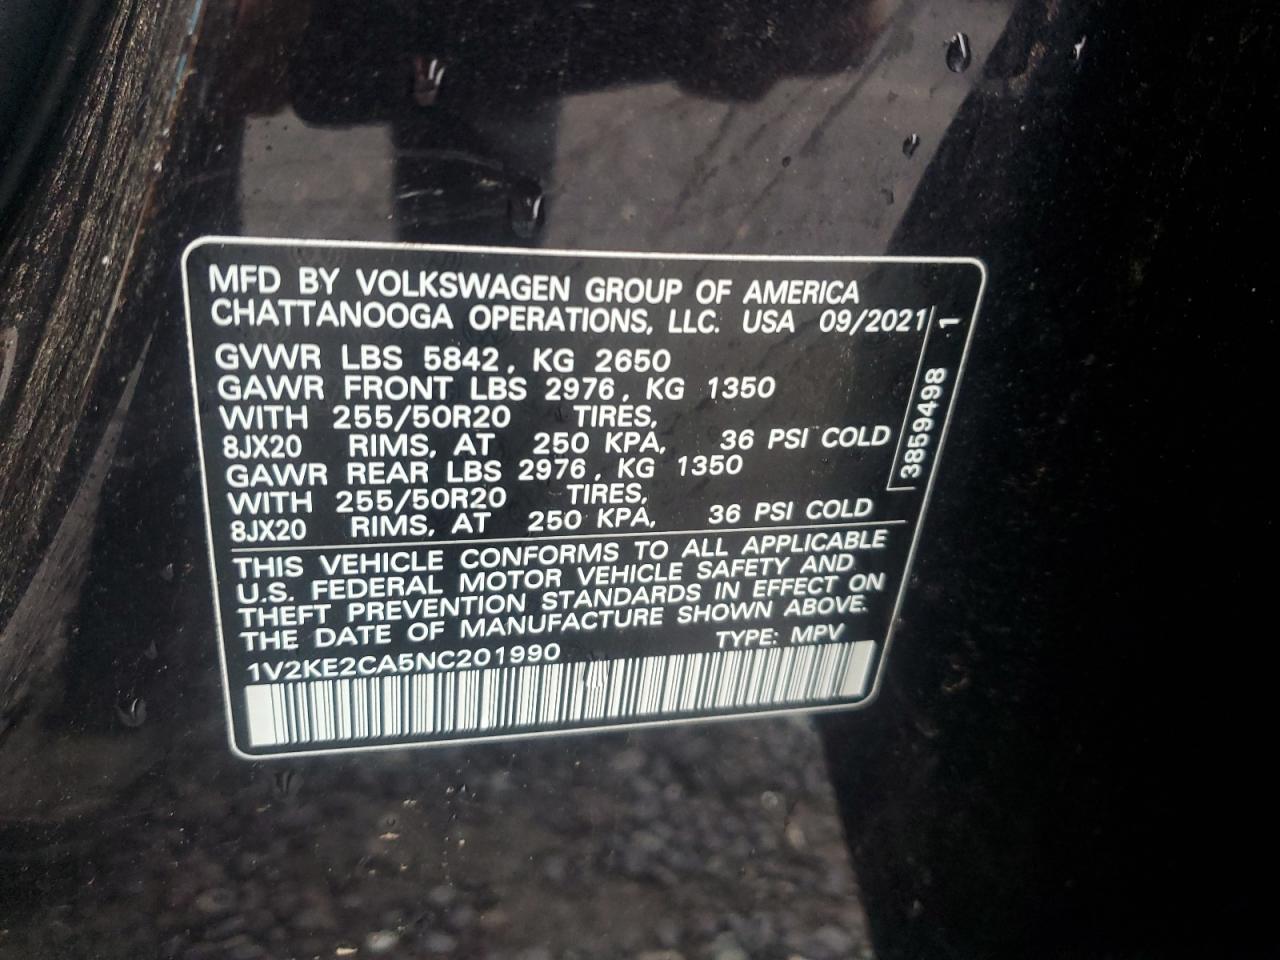 MFD BY VOLKSWAGEN GROUP OF AMERICA
CHATTANOOGA OPERATIONS, LLC. USA 09/2021
GVWR LBS 5842, KG 2650
GAWR FRONT LBS 2976, KG 1350
WITH 255/50R20 TIRES,
8JX20 RIMS, AT 250 KPA, 36 PSI COLD
GAWR REAR LBS 2976, KG 1350
WITH 255/50R20 TIRES,
8JX20 RIMS, AT 250 KPA, 36 PSI COLD
THIS VEHICLE CONFORMS TO ALL APPLICABLE
U.S. FEDERAL MOTOR VEHICLE SAFETY AND
THEFT PREVENTION STANDARDS IN EFFECT ON
THE DATE OF MANUFACTURE SHOWN ABOVE.
1V2KE2CA5NC201990 TYPE: MPV
3859498 1